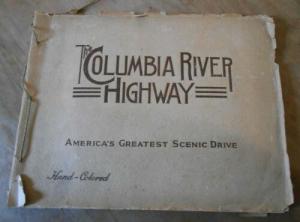 The Columbia River
Highway
America's Greatest Scenic Drive
Hand-Colored